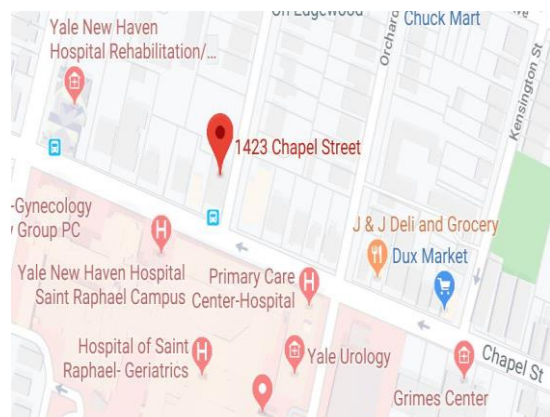 on Edgewood
Chuck Mart
Yale New Haven
Hospital Rehabilitation/...
Orchard
Kensington St
1423 Chapel Street
-Gynecology
Group PC
J & J Deli and Grocery
Dux Market
Yale New Haven Hospital
Saint Raphael Campus
Primary Care
Center-Hospital
Hospital of Saint
Raphael- Geriatrics
Yale Urology
Chapel St
Grimes Center